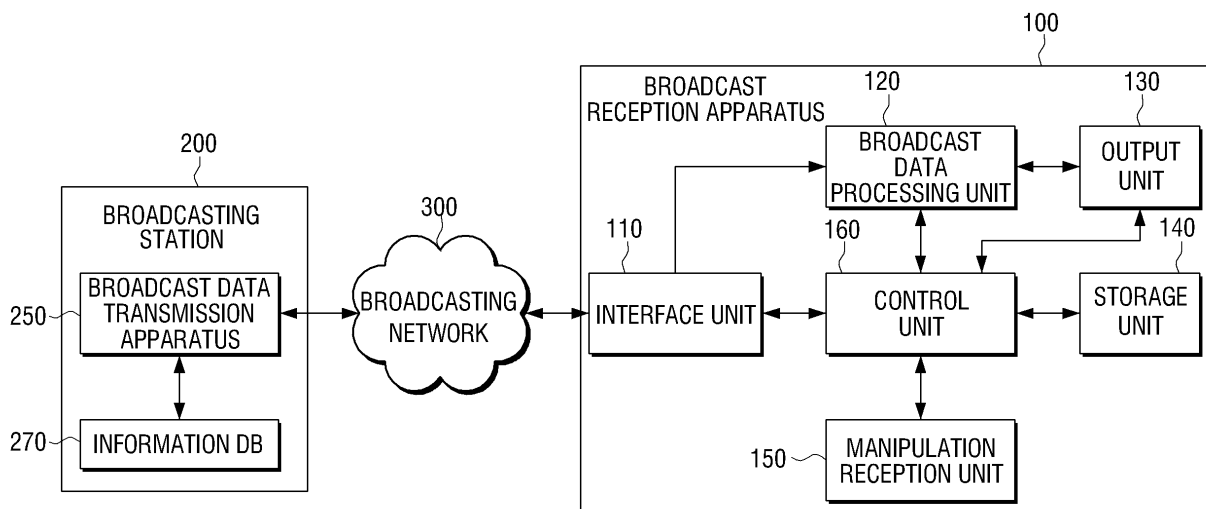 100
BROADCAST
RECEPTION APPARATUS
120
130
BROADCAST
DATA
PROCESSING UNIT
OUTPUT
UNIT
200
BROADCASTING
STATION
300
110
160
140
250
BROADCAST DATA
TRANSMISSION
APPARATUS
BROADCASTING
NETWORK
INTERFACE UNIT
CONTROL
UNIT
STORAGE
UNIT
270
INFORMATION DB
150
MANIPULATION
RECEPTION UNIT